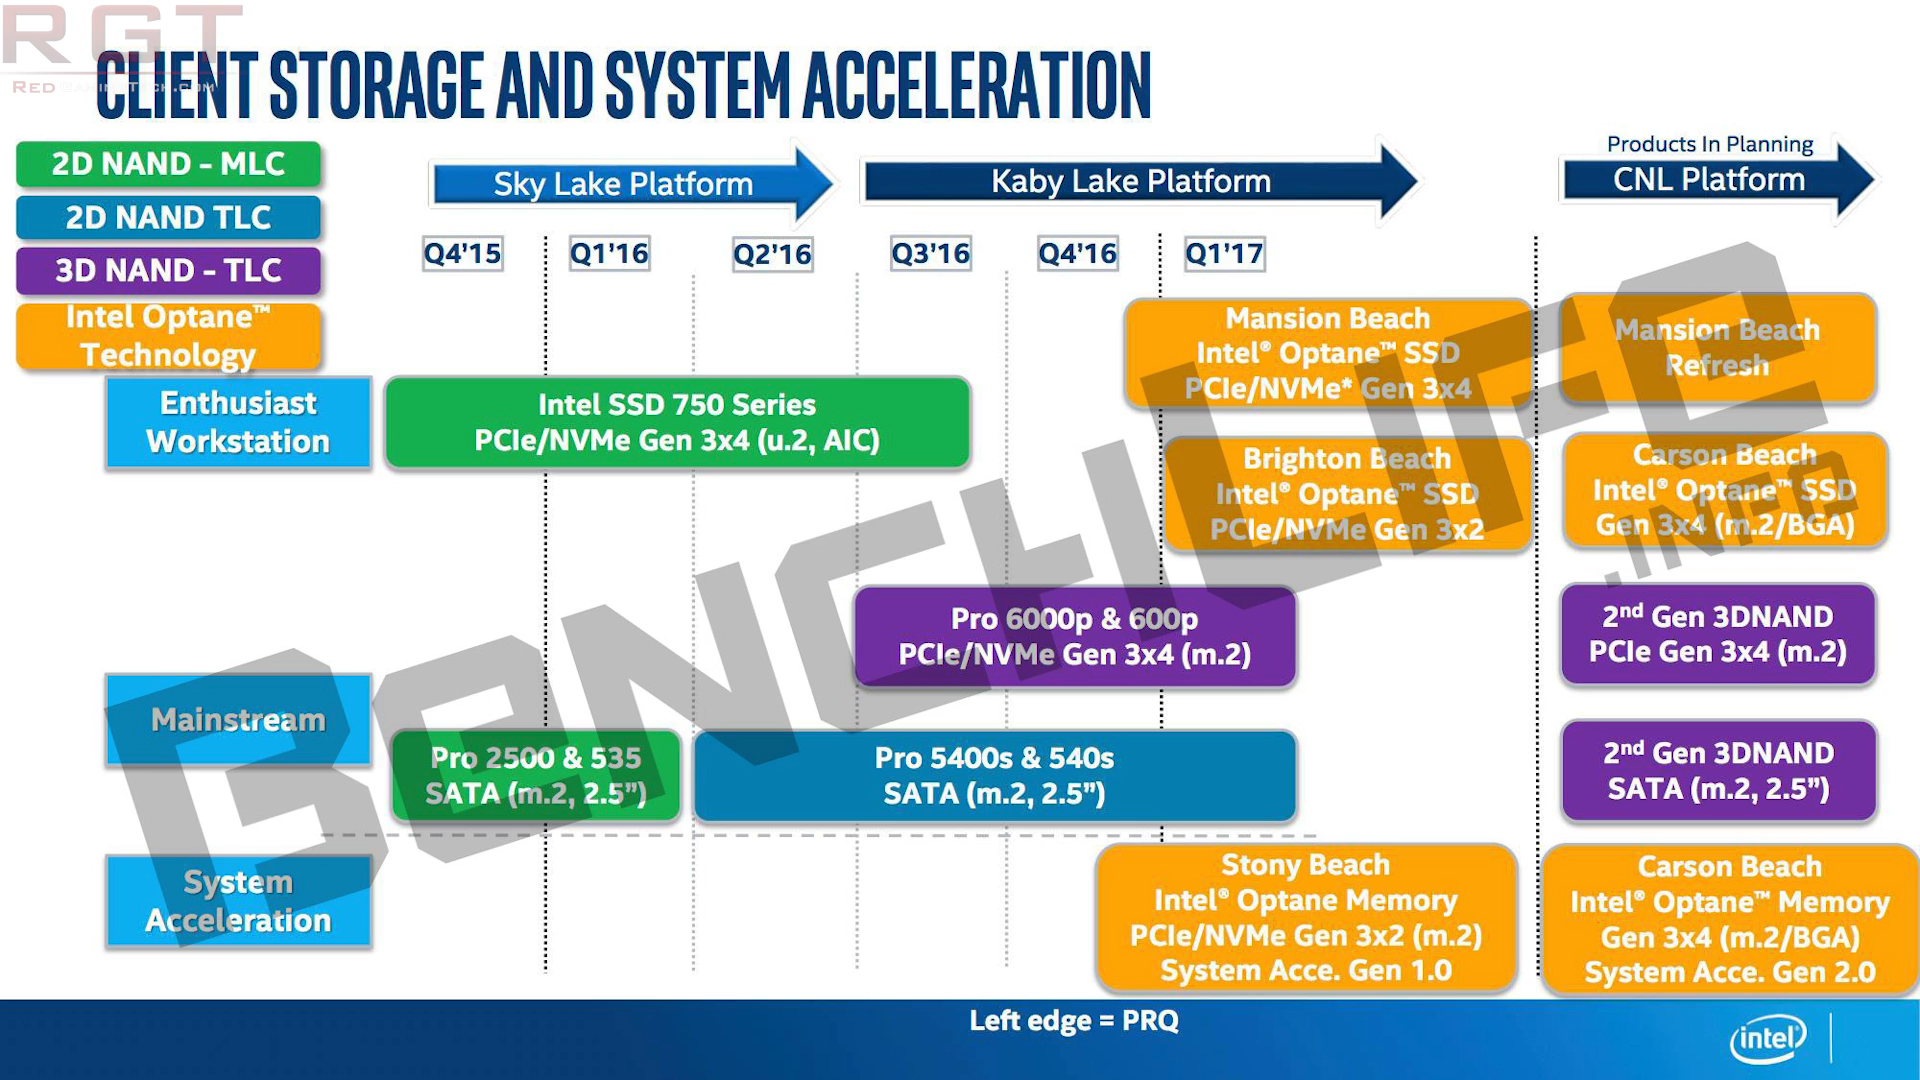 RGT
RedGamingTech.com
CLIENT STORAGE AND SYSTEM ACCELERATION
2D NAND - MLC
2D NAND TLC
3D NAND - TLC
Intel Optane™
Technology
Sky Lake Platform
Kaby Lake Platform
Products In Planning
CNL Platform
Q4’15
Q1’16
Q2’16
Q3’16
Q4’16
Q1’17
Enthusiast
Workstation
Intel SSD 750 Series
PCIe/NVMe Gen 3x4 (u.2, AIC)
Mansion Beach
Intel® Optane™ SSD
PCIe/NVMe* Gen 3x4
Mansion Beach
Refresh
Brighton Beach
Intel® Optane™ SSD
PCIe/NVMe Gen 3x2
Carson Beach
Intel® Optane™ SSD
Gen 3x4 (m.2/BGA)
Pro 6000p & 600p
PCIe/NVMe Gen 3x4 (m.2)
2nd Gen 3DNAND
PCIe Gen 3x4 (m.2)
Mainstream
Pro 2500 & 535
SATA (m.2, 2.5”)
Pro 5400s & 540s
SATA (m.2, 2.5”)
2nd Gen 3DNAND
SATA (m.2, 2.5”)
System
Acceleration
Stony Beach
Intel® Optane Memory
PCIe/NVMe Gen 3x2 (m.2)
System Acce. Gen 1.0
Carson Beach
Intel® Optane™ Memory
Gen 3x4 (m.2/BGA)
System Acce. Gen 2.0
BENCHLIFE
.INFO
Left edge = PRQ
intel®